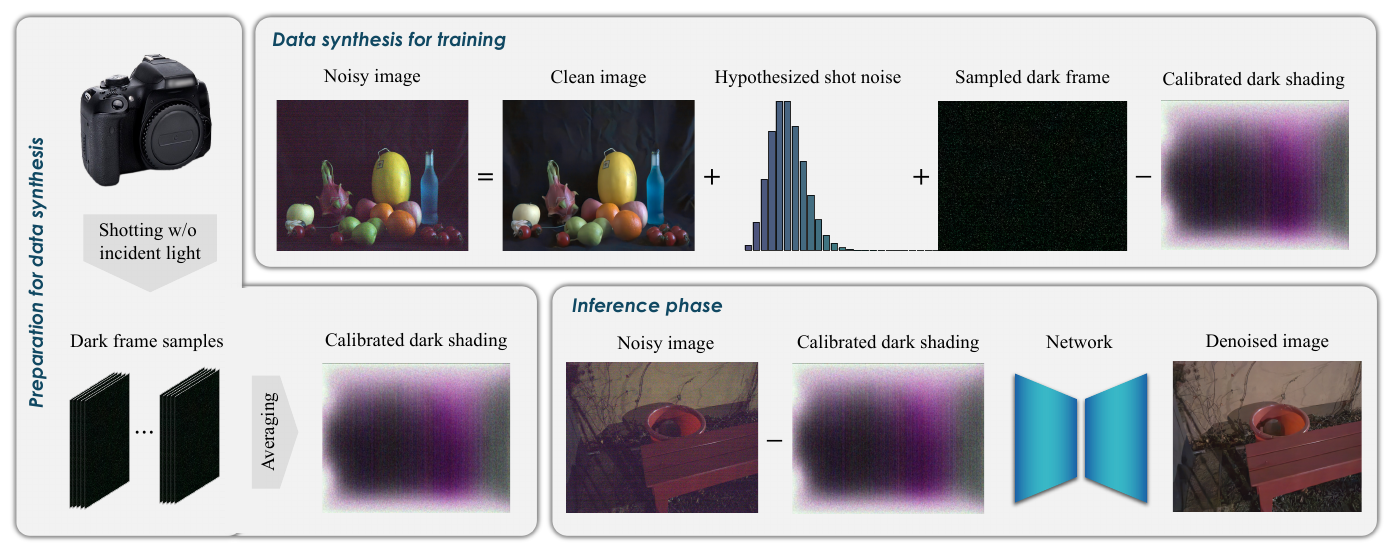 Preparation for data synthesis
Shotting w/o
incident light
Dark frame samples
...
Averaging
Calibrated dark shading
Data synthesis for training
Noisy image
=
Clean image
+
Hypothesized shot noise
+
Sampled dark frame
−
Calibrated dark shading
Inference phase
Noisy image
−
Calibrated dark shading
Network
Denoised image